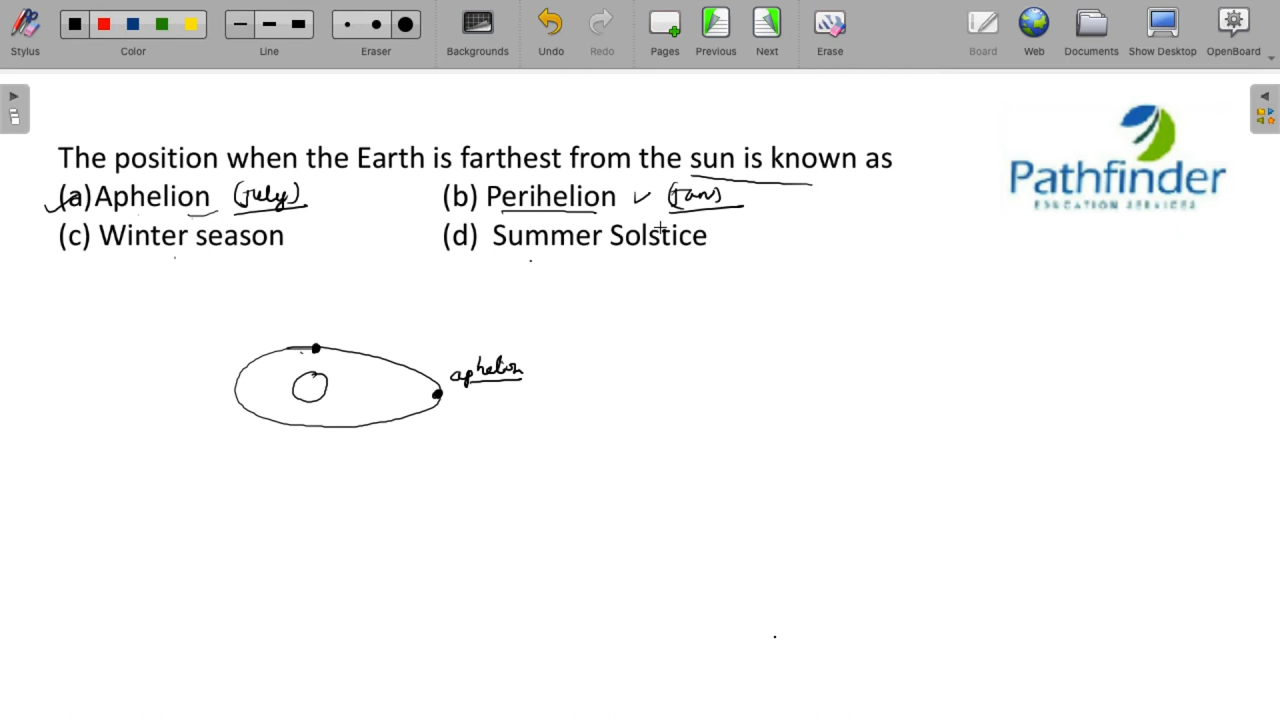 Stylus Color Line Eraser Backgrounds Undo Redo Pages Previous Next Erase Board Web Documents Show Desktop OpenBoard
The position when the Earth is farthest from the sun is known as
(a)Aphelion (July) (b) Perihelion (Jan)
(c) Winter season (d) Summer Solstice
Pathfinder
EDUCATION SERVICES
aphelion